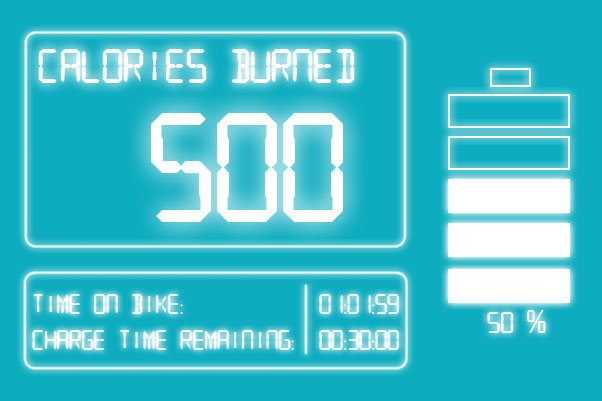 CALORIES BURNED
500
TIME ON BIKE: 01:01:59
CHARGE TIME REMAINING: 00:30:00
50 %